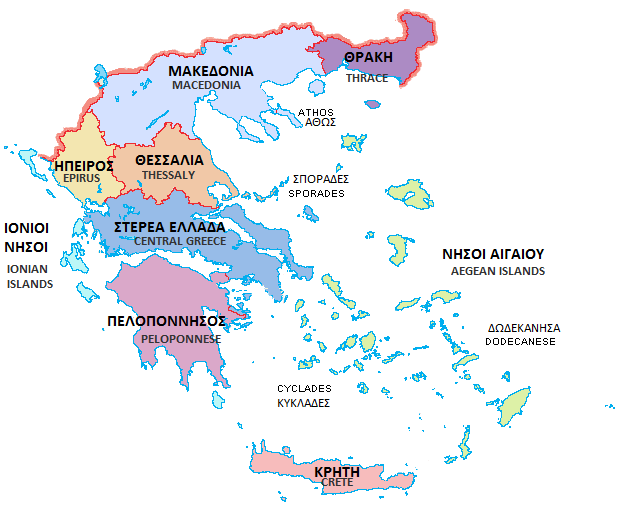 ΘΡΑΚΗ
THRACE
ΜΑΚΕΔΟΝΙΑ
MACEDONIA
ATHOS
ΑΘΩΣ
ΗΠΕΙΡΟΣ
EPIRUS
ΘΕΣΣΑΛΙΑ
THESSALY
ΣΠΟΡΑΔΕΣ
SPORADES
ΙΟΝΙΟΙ
ΝΗΣΟΙ
IONIAN
ISLANDS
ΣΤΕΡΕΑ ΕΛΛΑΔΑ
CENTRAL GREECE
ΝΗΣΟΙ ΑΙΓΑΙΟΥ
AEGEAN ISLANDS
ΠΕΛΟΠΟΝΝΗΣΟΣ
PELOPONNESE
ΔΩΔΕΚΑΝΗΣΑ
DODECANESE
CYCLADES
ΚΥΚΛΑΔΕΣ
ΚΡΗΤΗ
CRETE